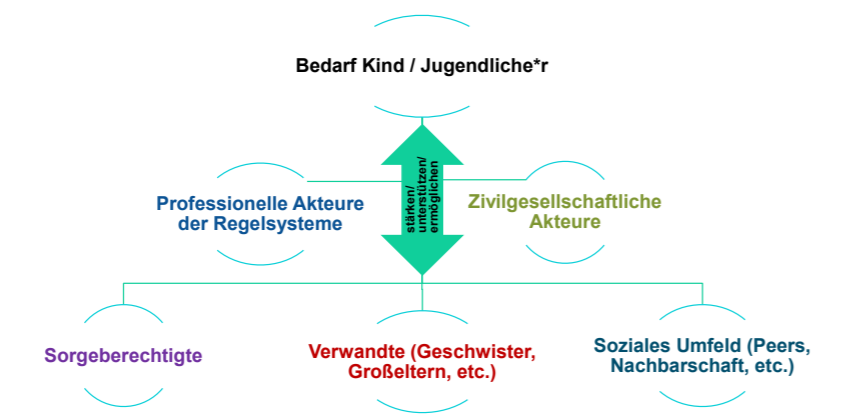 Bedarf Kind / Jugendliche*r
stärken/
unterstützen/
ermöglichen
Professionelle Akteure
der Regelsysteme
Zivilgesellschaftliche
Akteure
Sorgeberechtigte
Verwandte (Geschwister,
Großeltern, etc.)
Soziales Umfeld (Peers,
Nachbarschaft, etc.)